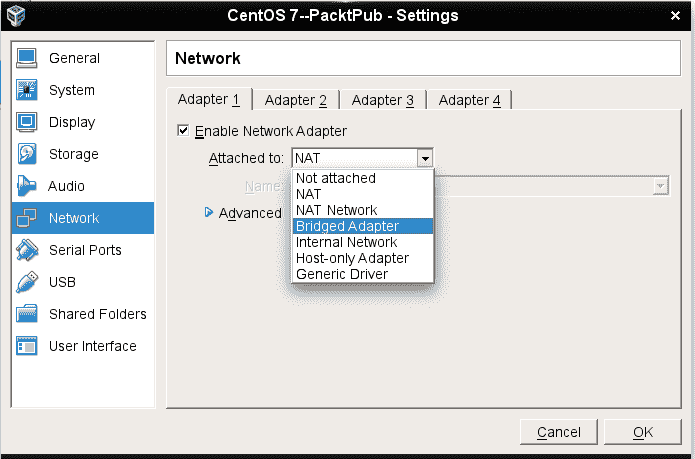 CentOS 7--PacktPub - Settings
General
System
Display
Storage
Audio
Network
Serial Ports
USB
Shared Folders
User Interface
Network
Adapter 1 Adapter 2 Adapter 3 Adapter 4
Enable Network Adapter
Attached to: NAT
Not attached
NAT
NAT Network
Bridged Adapter
Internal Network
Host-only Adapter
Generic Driver
Name:
Advanced
Cancel OK